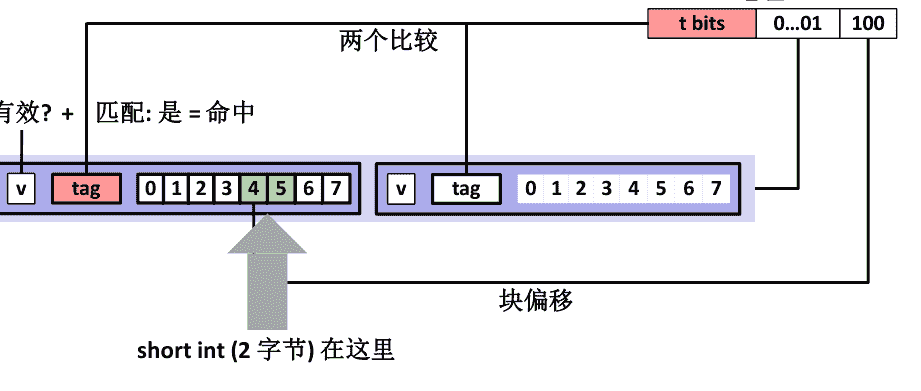 t bits 0...01 100
两个比较
有效? + 匹配: 是 = 命中
v tag 0 1 2 3 4 5 6 7 v tag 0 1 2 3 4 5 6 7
块偏移
short int (2 字节) 在这里